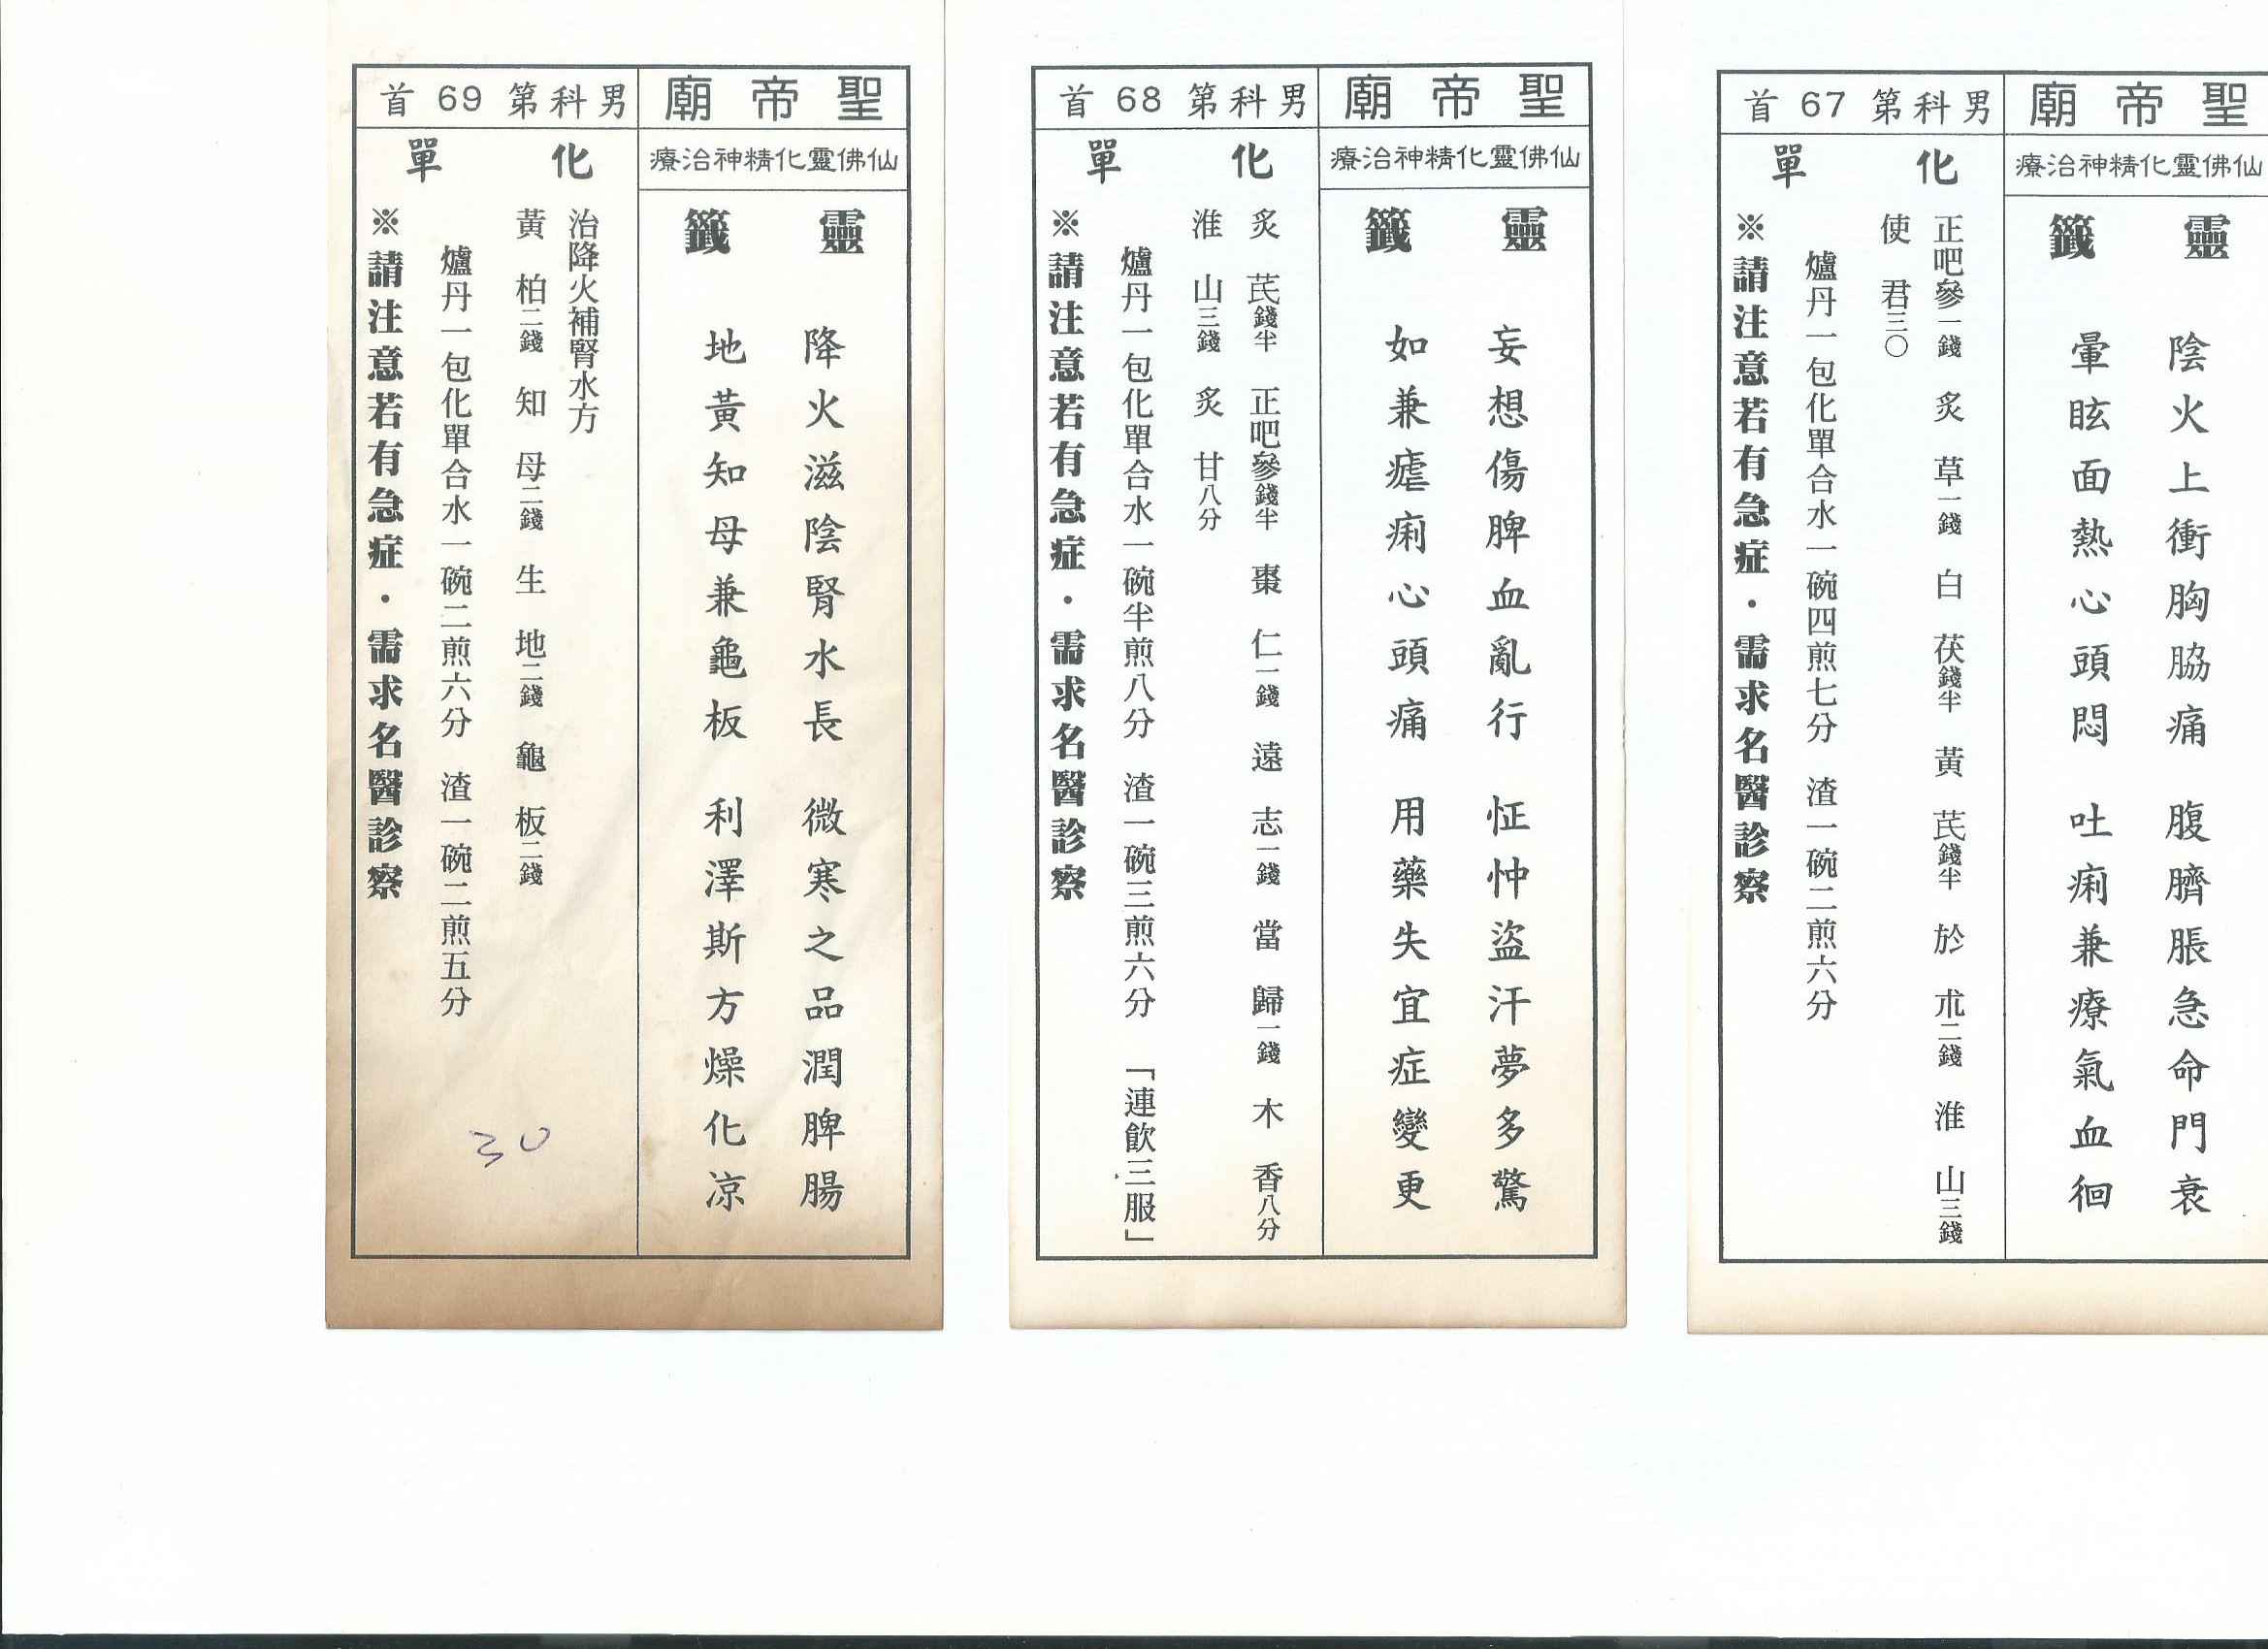 聖帝廟
男科第67首
仙佛靈化精神治療
靈籤
陰火上衝胸脇痛　腹臍脹急命門衰
暈眩面熱心頭悶　吐痢兼療氣血徊
化單
正吧參一錢　炙草一錢　白茯錢半　黃芪錢半　於朮二錢　淮山三錢
使君三〇
爐丹一包化單合水一碗四煎七分　渣一碗二煎六分
※請注意若有急症・需求名醫診察
聖帝廟
男科第68首
仙佛靈化精神治療
靈籤
妄想傷脾血亂行　怔忡盜汗夢多驚
如兼瘧痢心頭痛　用藥失宜症變更
化單
炙芪錢半　正吧參錢半　棗仁一錢　遠志一錢　當歸一錢　木香八分
淮山三錢　炙甘八分
爐丹一包化單合水一碗半煎八分　渣一碗三煎六分　「連飲三服」
※請注意若有急症・需求名醫診察
聖帝廟
男科第69首
仙佛靈化精神治療
靈籤
降火滋陰腎水長　微寒之品潤脾腸
地黃知母兼龜板　利澤斯方燥化凉
化單
治降火補腎水方
黃柏二錢　知母二錢　生地二錢　龜板二錢
爐丹一包化單合水一碗二煎六分　渣一碗二煎五分
※請注意若有急症・需求名醫診察
30